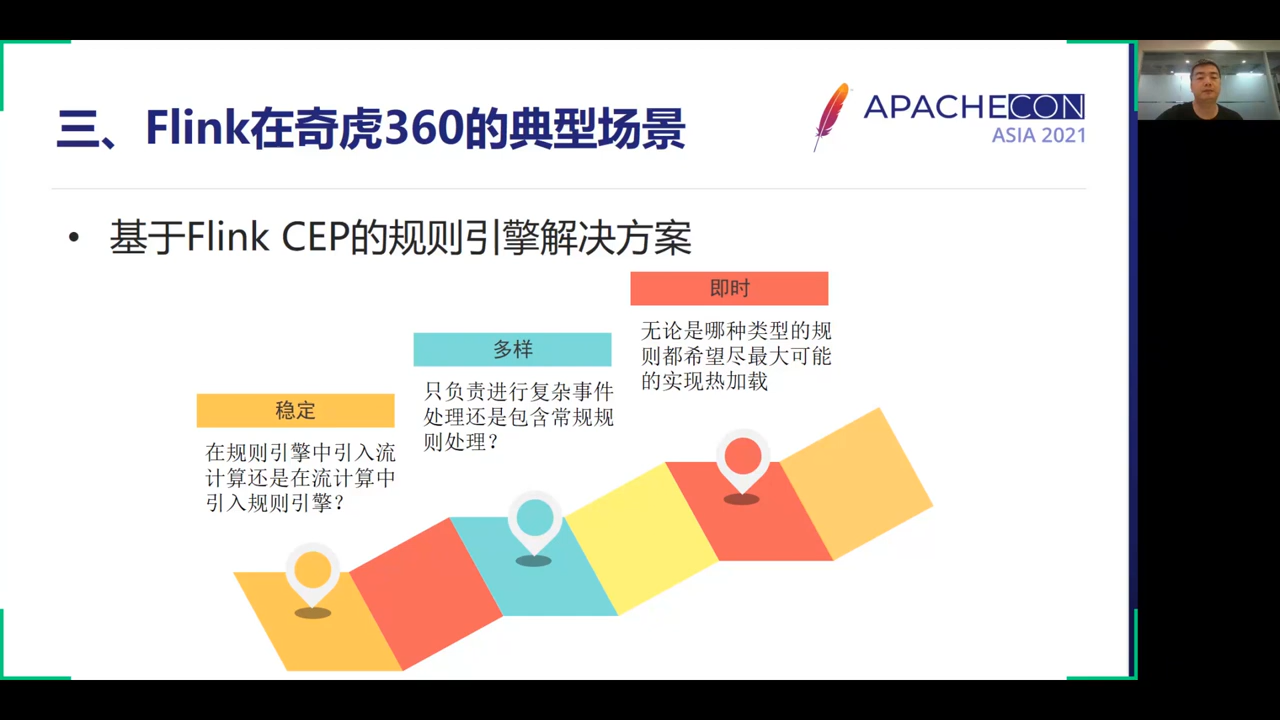 三、Flink在奇虎360的典型场景
APACHECON
ASIA 2021
• 基于Flink CEP的规则引擎解决方案
稳定
在规则引擎中引入流
计算还是在流计算中
引入规则引擎？
多样
只负责进行复杂事件
处理还是包含常规规
则处理？
即时
无论是哪种类型的规
则都希望尽最大可能
的实现热加载